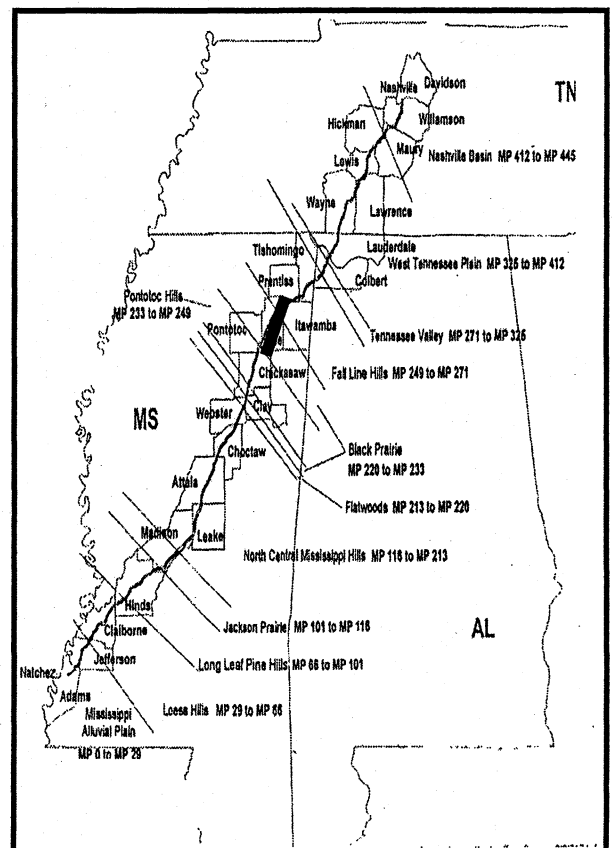 Nashville
Davidson
TN
Hickman
Williamson
Maury
Lewis
Nashville Basin MP 412 to MP 445
Wayne
Lawrence
Lauderdale
West Tennessee Plain MP 325 to MP 412
Tishomingo
Colbert
Prentiss
Pontotoc Hills
MP 233 to MP 249
Itawamba
Tennessee Valley MP 271 to MP 325
Pontotoc
Fall Line Hills MP 249 to MP 271
Chickasaw
MS
Webster
Clay
Black Prairie
MP 220 to MP 233
Choctaw
Flatwoods MP 213 to MP 220
Attala
Madison
Leake
North Central Mississippi Hills MP 116 to MP 213
Hinds
Jackson Prairie MP 101 to MP 116
AL
Claiborne
Long Leaf Pine Hills MP 66 to MP 101
Jefferson
Natchez
Adams
Loess Hills MP 29 to MP 66
Mississippi
Alluvial Plain
MP 0 to MP 29